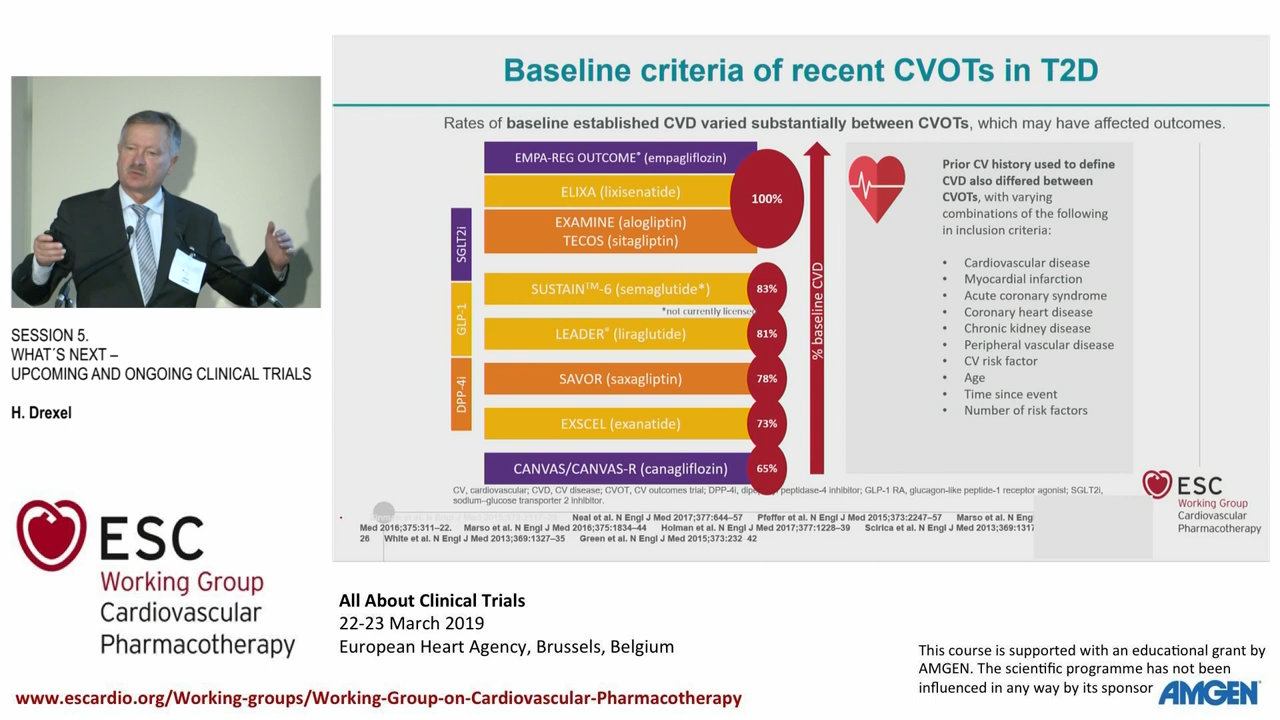 Baseline criteria of recent CVOTs in T2D
Rates of baseline established CVD varied substantially between CVOTs, which may have affected outcomes.
EMPA-REG OUTCOME® (empagliflozin)
ELIXA (lixisenatide)
EXAMINE (alogliptin)
TECOS (sitagliptin)
100%
SUSTAIN™-6 (semaglutide*)
83%
*not currently licensed
LEADER® (liraglutide)
81%
SAVOR (saxagliptin)
78%
EXSCEL (exanatide)
73%
CANVAS/CANVAS-R (canagliflozin)
65%
SGLT2i
GLP-1
DPP-4i
% baseline CVD
Prior CV history used to define
CVD also differed between
CVOTs, with varying
combinations of the following
in inclusion criteria:
• Cardiovascular disease
• Myocardial infarction
• Acute coronary syndrome
• Coronary heart disease
• Chronic kidney disease
• Peripheral vascular disease
• CV risk factor
• Age
• Time since event
• Number of risk factors
CV, cardiovascular; CVD, CV disease; CVOT, CV outcomes trial; DPP-4i, peptidase-4 inhibitor; GLP-1 RA, glucagon-like peptide-1 receptor agonist; SGLT2i,
sodium–glucose transporter 2 inhibitor.
Neal et al. N Engl J Med 2017;377:644–57 Pfeffer et al. N Engl J Med 2015;373:2247–57 Marso et al. N Eng
Med 2016;375:311–22. Marso et al. N Engl J Med 2016;375:1834–44 Holman et al. N Engl J Med 2017;377:1228–39 Scirica et al. N Engl J Med 2013;369:1317
26 White et al. N Engl J Med 2013;369:1327–35 Green et al. N Engl J Med 2015;373:232 42
ESC
Working Group
Cardiovascular
Pharmacotherapy
SESSION 5.
WHAT´S NEXT –
UPCOMING AND ONGOING CLINICAL TRIALS
H. Drexel
ESC
Working Group
Cardiovascular
Pharmacotherapy
All About Clinical Trials
22-23 March 2019
European Heart Agency, Brussels, Belgium
This course is supported with an educational grant by
AMGEN. The scientific programme has not been
influenced in any way by its sponsor AMGEN®
www.escardio.org/Working-groups/Working-Group-on-Cardiovascular-Pharmacotherapy